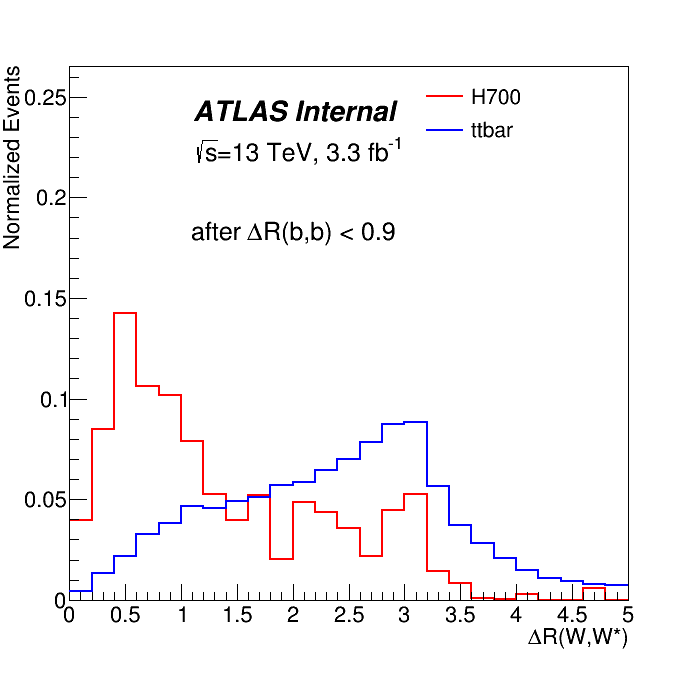 ATLAS Internal
√s=13 TeV, 3.3 fb⁻¹
after ΔR(b,b) < 0.9
H700
ttbar
Normalized Events
0.25
0.2
0.15
0.1
0.05
0
0 0.5 1 1.5 2 2.5 3 3.5 4 4.5 5
ΔR(W,W*)